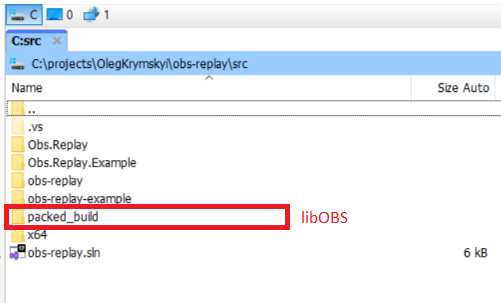 C 0 1
C:src
C:\projects\OlegKrymskyi\obs-replay\src
Name Size Auto
..
.vs
Obs.Replay
Obs.Replay.Example
obs-replay
obs-replay-example
packed_build libOBS
x64
obs-replay.sln 6 kB